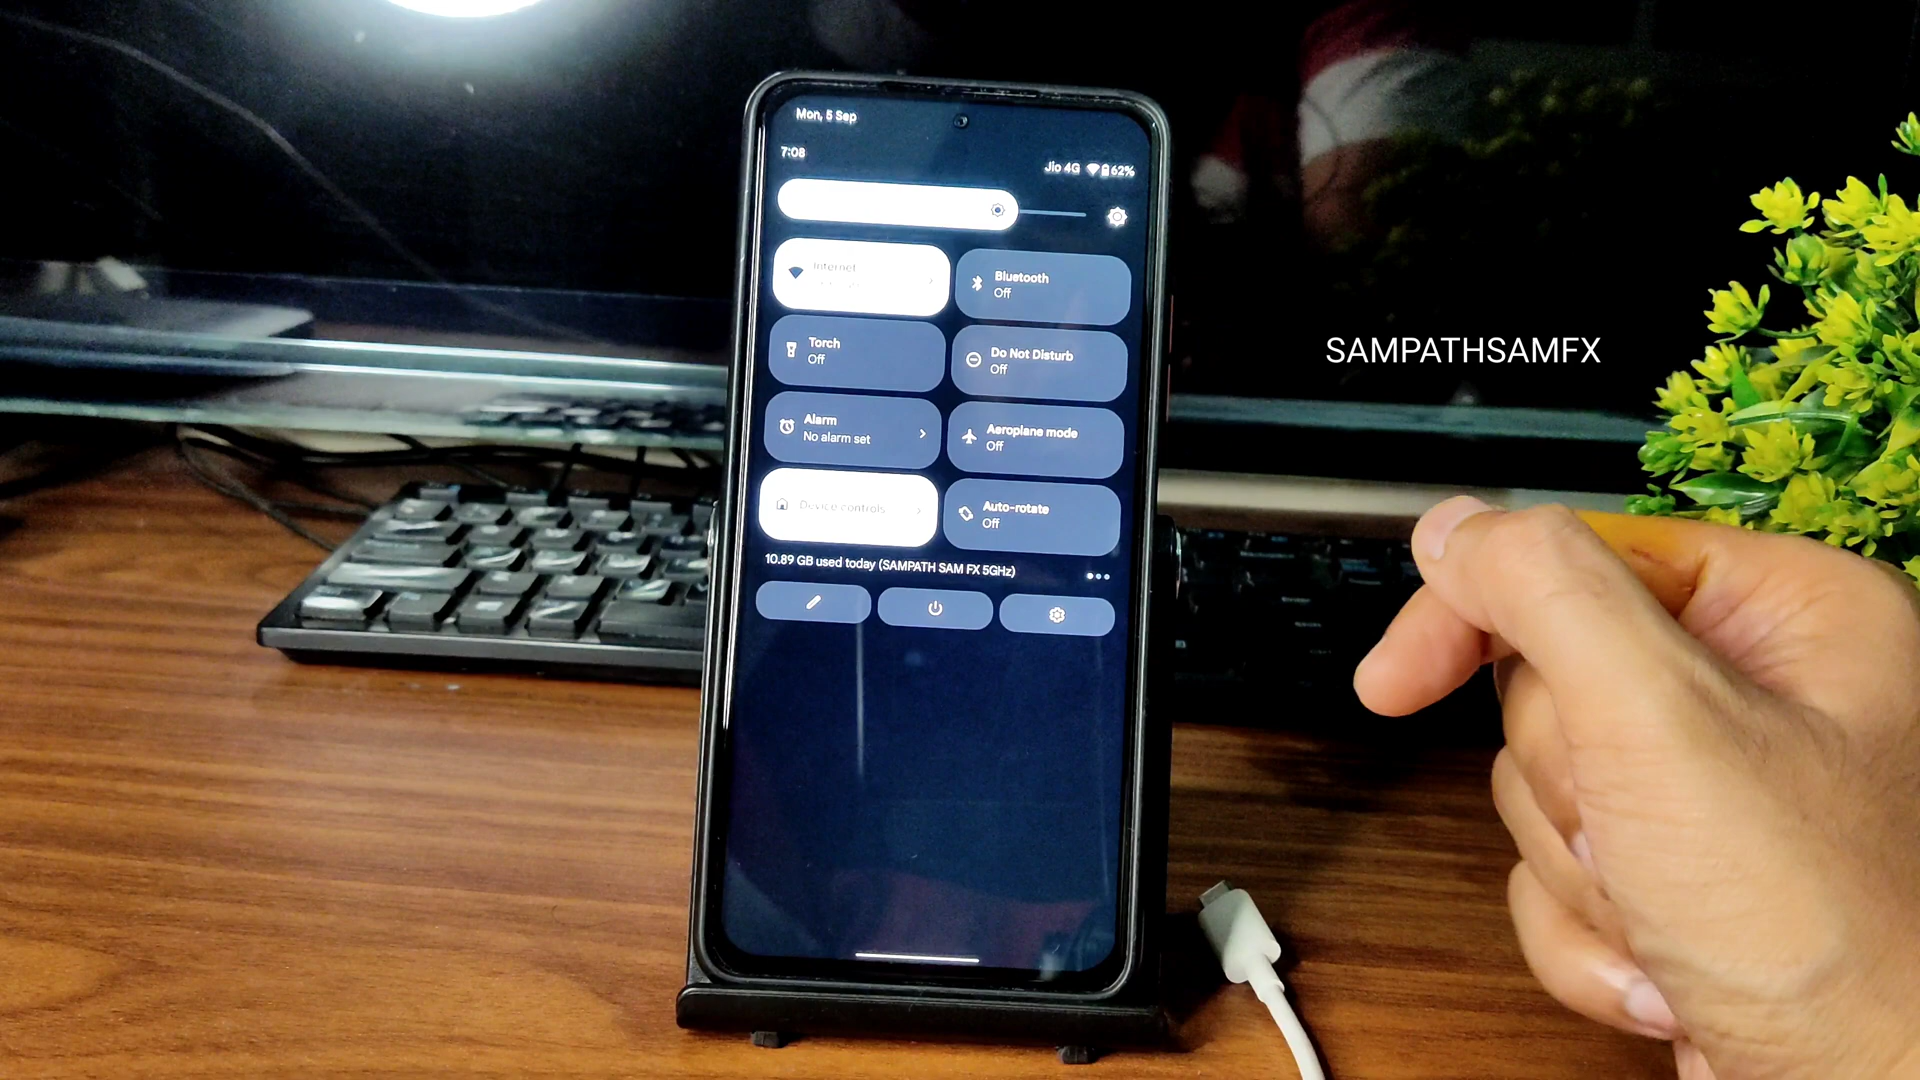 Mon, 5 Sep
7:08
Jio 4G 62%
Internet
Bluetooth
Off
Torch
Off
Do Not Disturb
Off
Alarm
No alarm set
Aeroplane mode
Off
Device controls
Auto-rotate
Off
10.89 GB used today (SAMPATH SAM FX 5GHz)
SAMPATHSAMFX